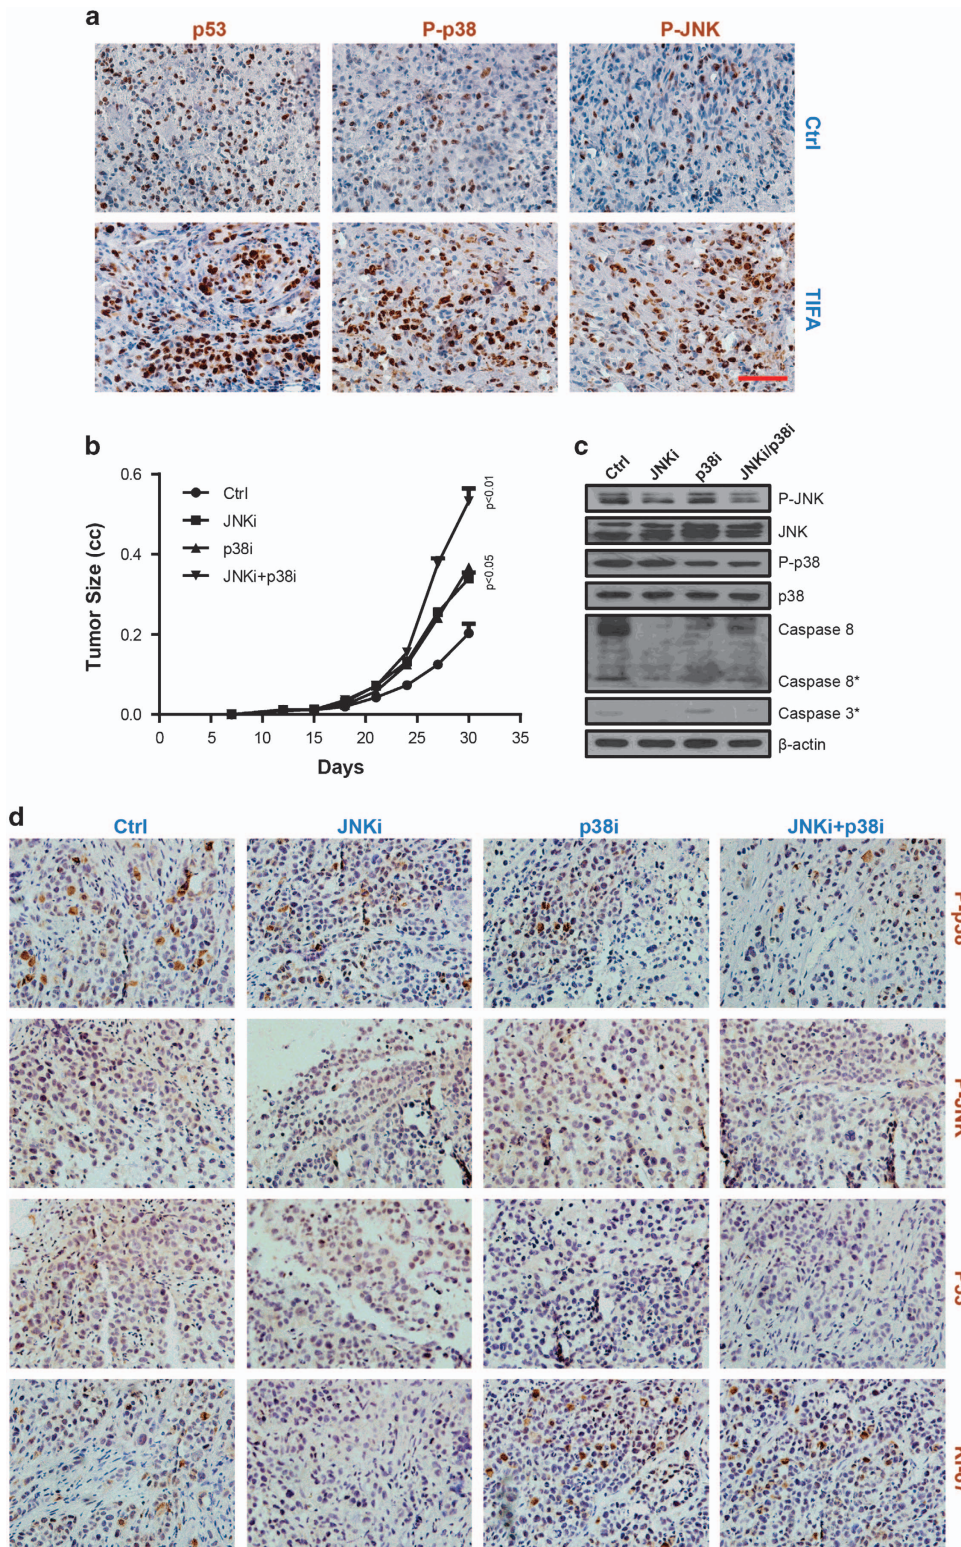 a
p53 P-p38 P-JNK
Ctrl
TIFA
b
0.6
0.4
0.2
0.0
Tumor Size (cc)
Ctrl
JNKi
p38i
JNKi+p38i
p<0.01
p<0.05
0 5 10 15 20 25 30 35
Days
c
Ctrl JNKi p38i JNKi/p38i
P-JNK
JNK
P-p38
p38
Caspase 8
Caspase 8*
Caspase 3*
β-actin
d
Ctrl JNKi p38i JNKi+p38i